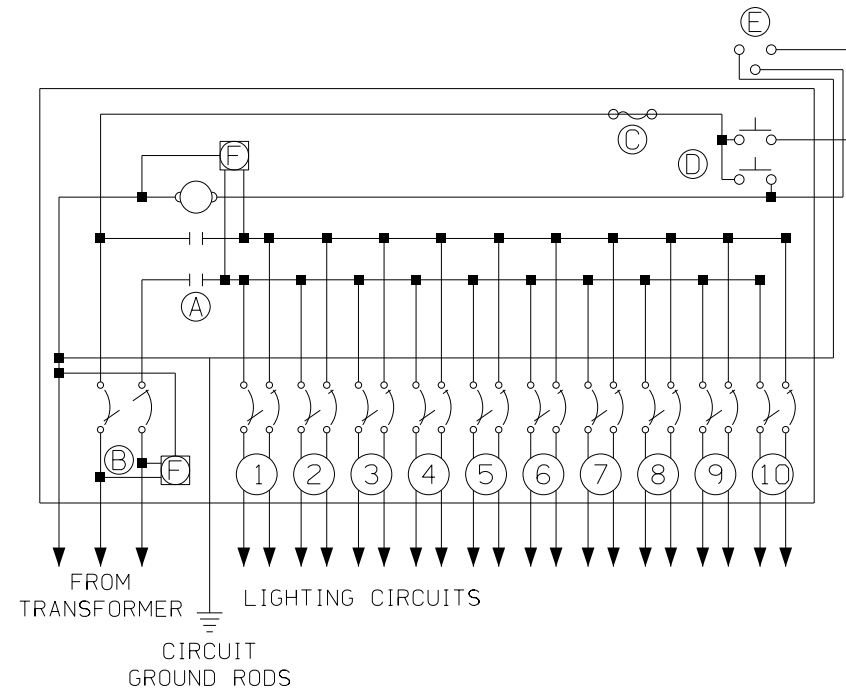 E
C
D
F
A
B
F
1 2 3 4 5 6 7 8 9 10
FROM
TRANSFORMER
LIGHTING CIRCUITS
CIRCUIT
GROUND RODS